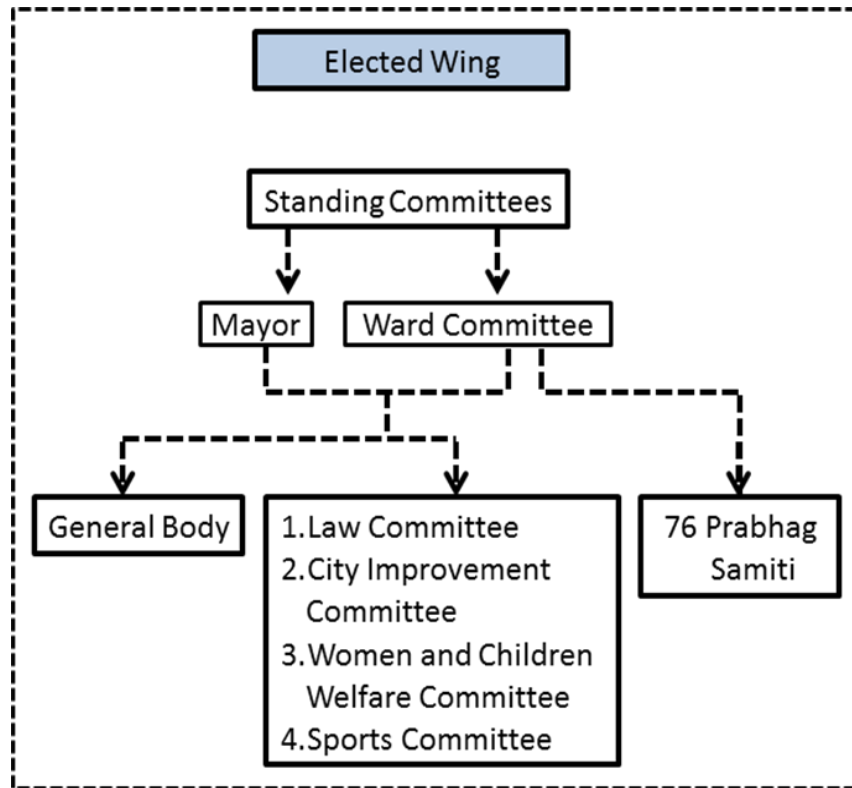 Elected Wing
Standing Committees
Mayor
Ward Committee
General Body
1.Law Committee
2.City Improvement
Committee
3.Women and Children
Welfare Committee
4.Sports Committee
76 Prabhag
Samiti